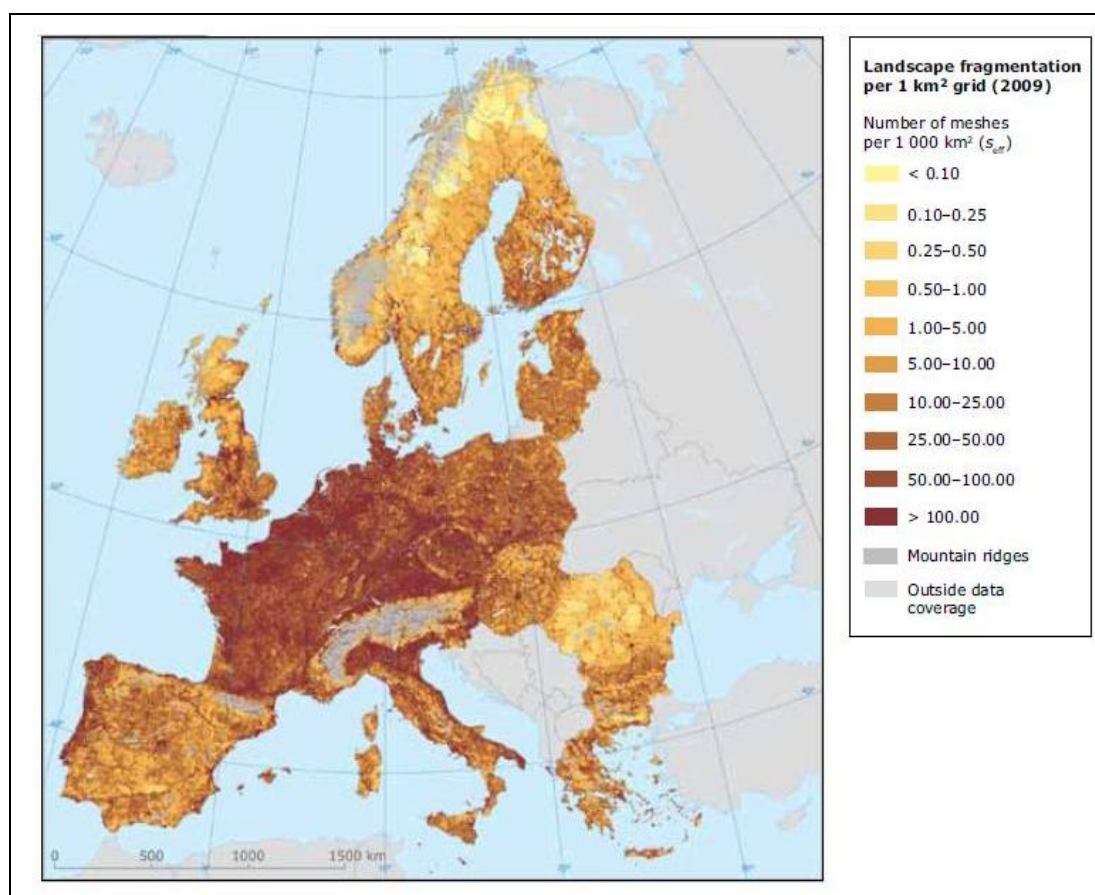 Landscape fragmentation
per 1 km² grid (2009)
Number of meshes
per 1 000 km² (s_eff)
< 0.10
0.10–0.25
0.25–0.50
0.50–1.00
1.00–5.00
5.00–10.00
10.00–25.00
25.00–50.00
50.00–100.00
> 100.00
Mountain ridges
Outside data
coverage
0 500 1000 1500 km